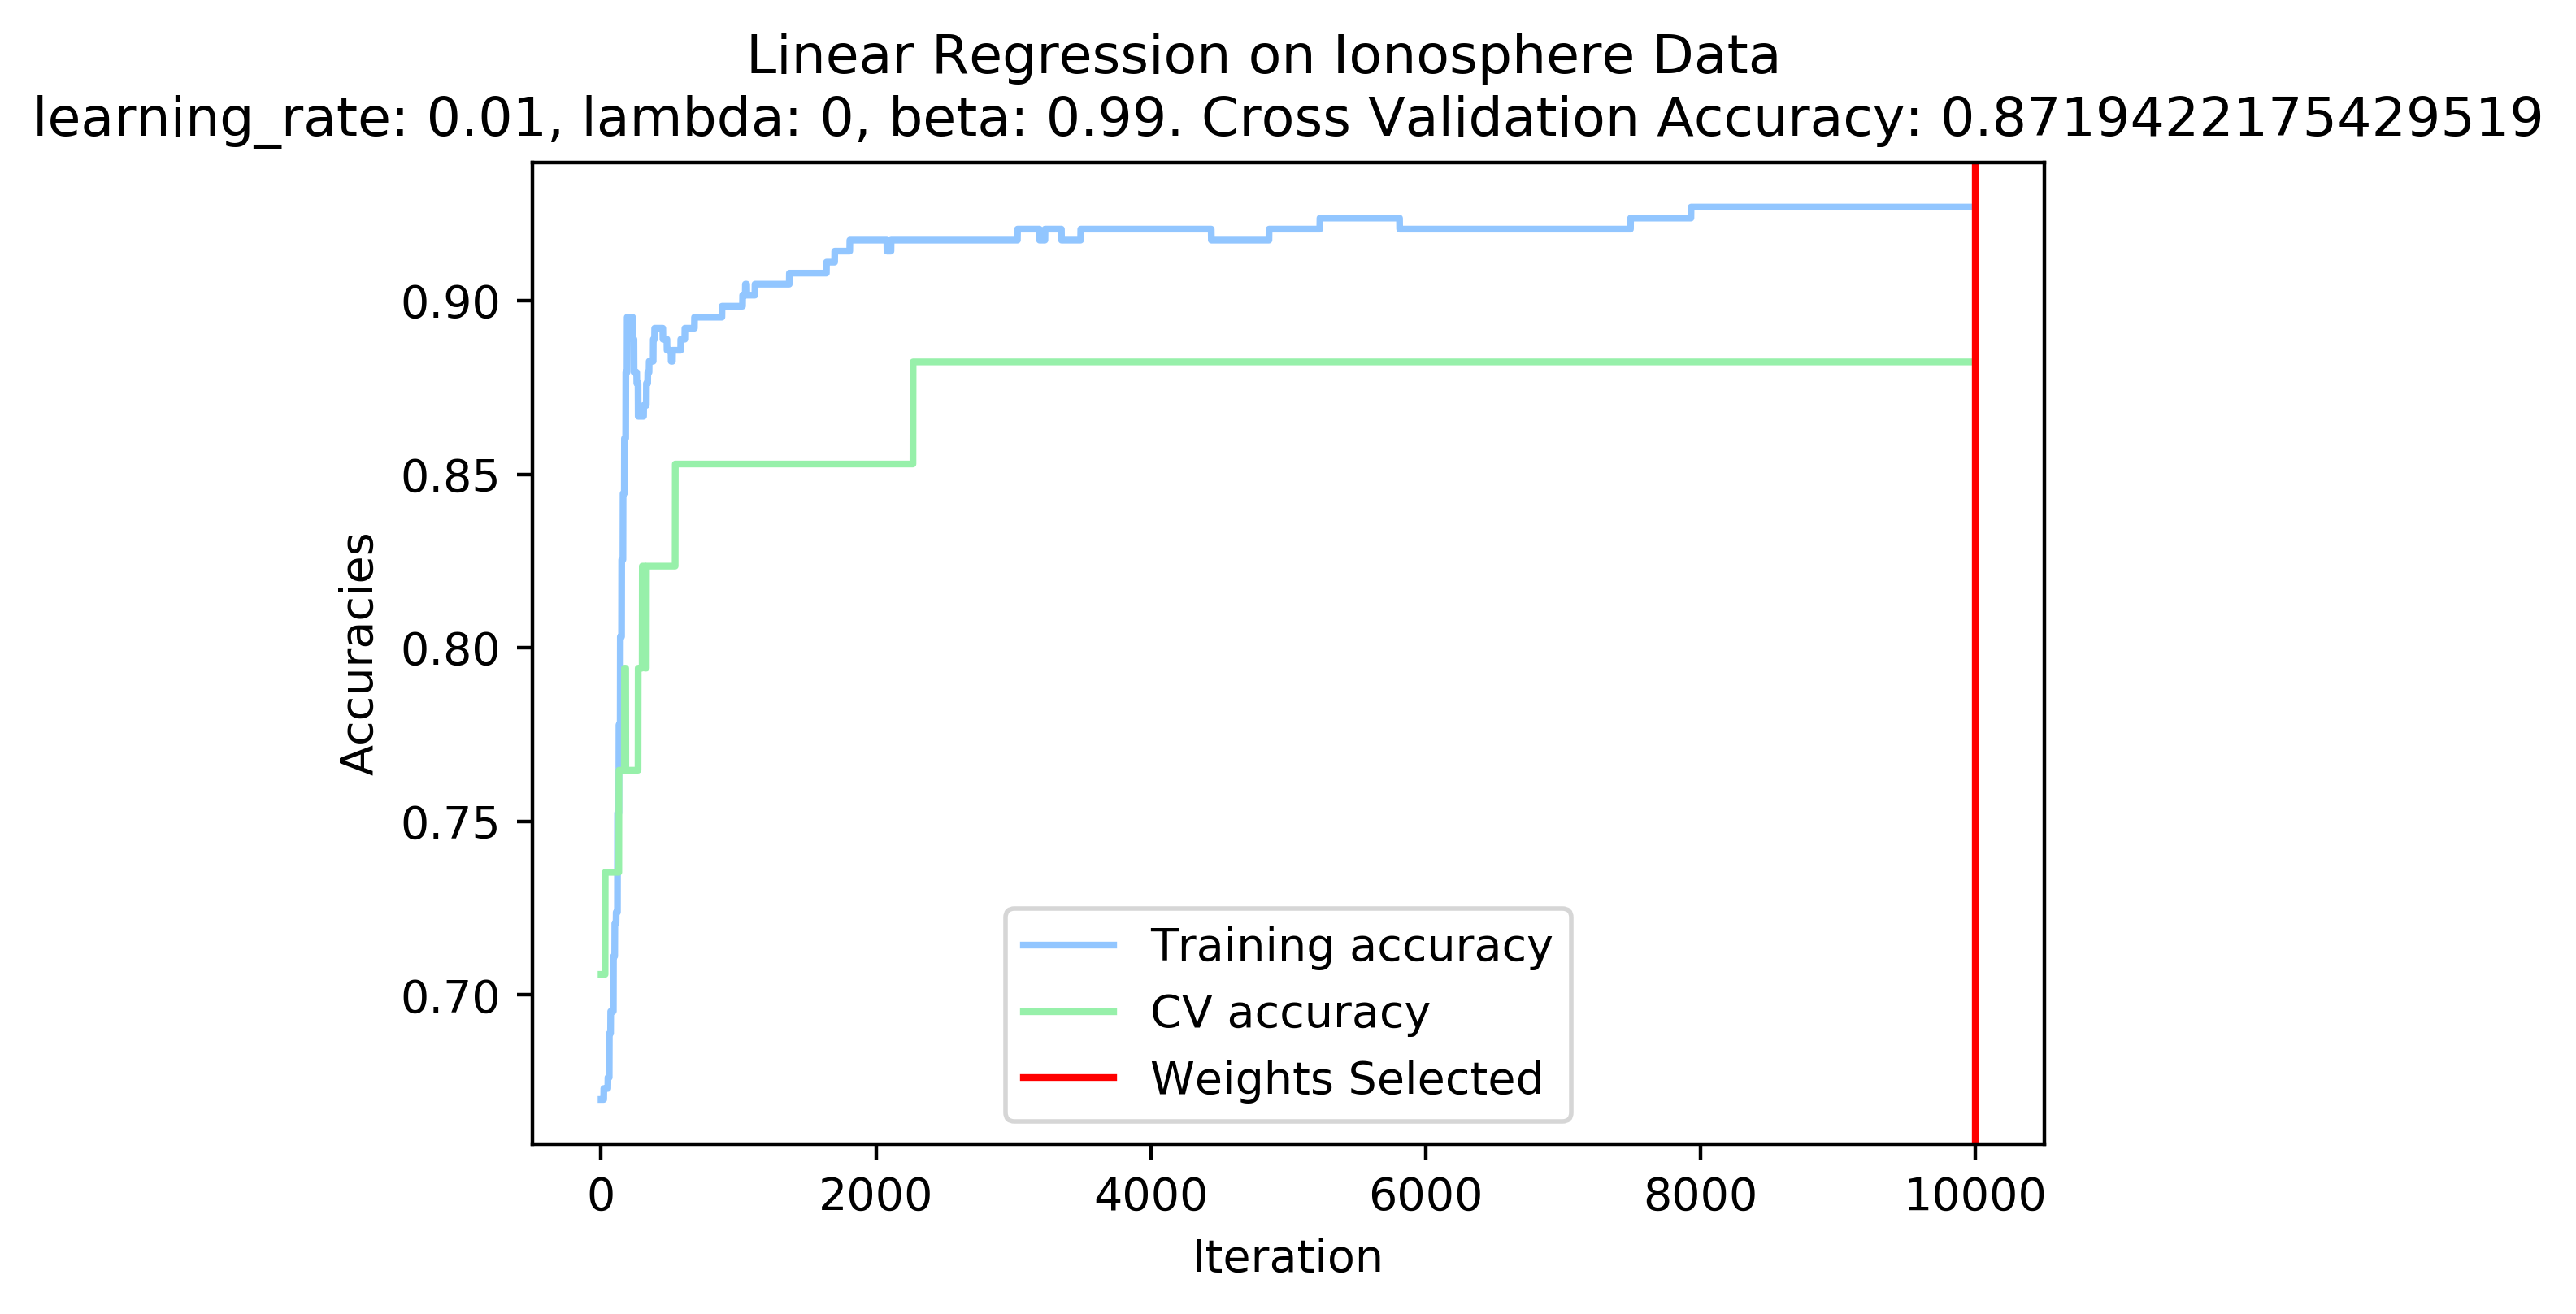 Linear Regression on Ionosphere Data
learning_rate: 0.01, lambda: 0, beta: 0.99. Cross Validation Accuracy: 0.8719422175429519
Accuracies
0.90
0.85
0.80
0.75
0.70
Training accuracy
CV accuracy
Weights Selected
0 2000 4000 6000 8000 10000
Iteration